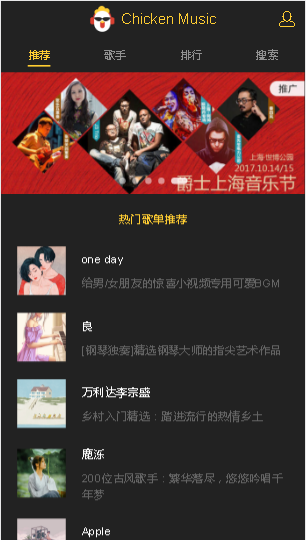 Chicken Music
推荐
歌手
排行
搜索
推广
上海·世博公园
2017.10.14/15
爵士上海音乐节
热门歌单推荐
one day
给男/女朋友的惊喜小视频专用可爱BGM
良
[钢琴独奏]精选钢琴大师的指尖艺术作品
万利达李宗盛
乡村入门精选：踏进流行的热情乡土
鹿泺
200位古风歌手：繁华落尽，悠悠吟唱千
年梦
Apple